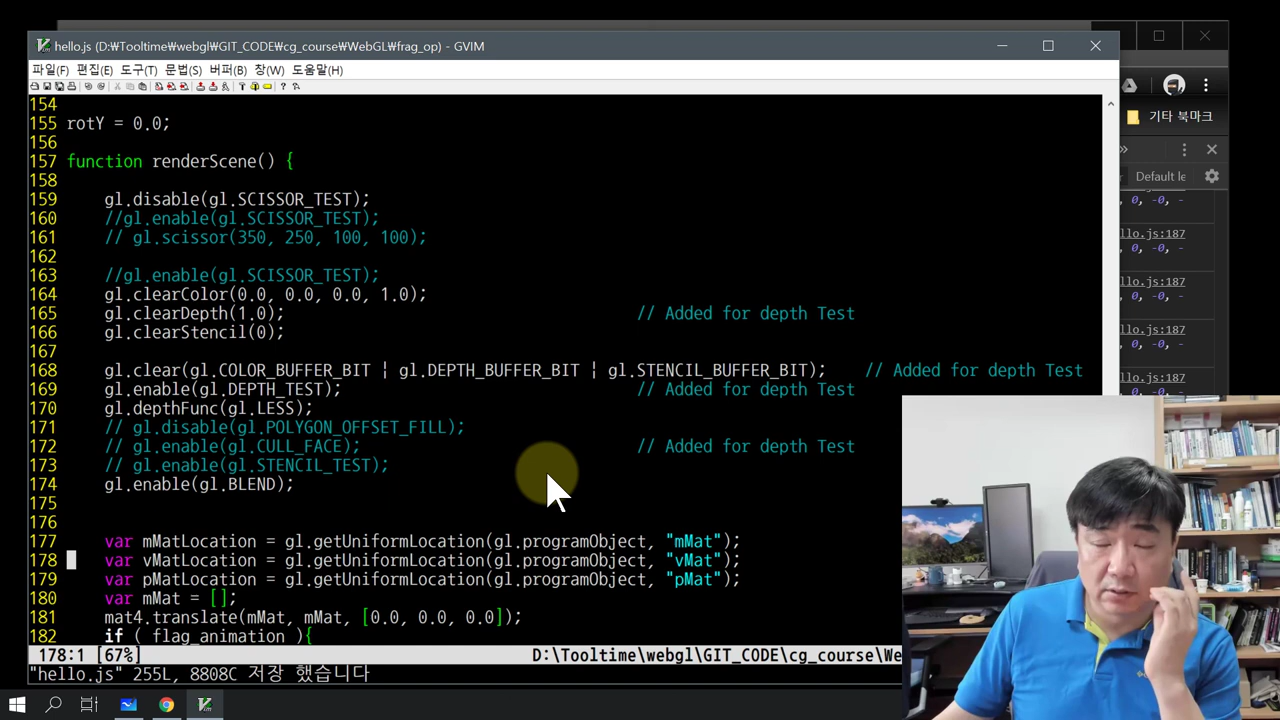 hello.js (D:₩Tooltime₩webgl₩GIT_CODE₩cg_course₩WebGL₩frag_op) - GVIM
파일(F) 편집(E) 도구(T) 문법(S) 버퍼(B) 창(W) 도움말(H)
기타 북마크
Default le
154
155 rotY = 0.0;
156
157 function renderScene() {
158
159 gl.disable(gl.SCISSOR_TEST);
160 //gl.enable(gl.SCISSOR_TEST);
161 // gl.scissor(350, 250, 100, 100);
162
163 //gl.enable(gl.SCISSOR_TEST);
164 gl.clearColor(0.0, 0.0, 0.0, 1.0);
165 gl.clearDepth(1.0); // Added for depth Test
166 gl.clearStencil(0);
167
168 gl.clear(gl.COLOR_BUFFER_BIT | gl.DEPTH_BUFFER_BIT | gl.STENCIL_BUFFER_BIT); // Added for depth Test
169 gl.enable(gl.DEPTH_TEST); // Added for depth Test
170 gl.depthFunc(gl.LESS);
171 // gl.disable(gl.POLYGON_OFFSET_FILL);
172 // gl.enable(gl.CULL_FACE); // Added for depth Test
173 // gl.enable(gl.STENCIL_TEST);
174 gl.enable(gl.BLEND);
175
176
177 var mMatLocation = gl.getUniformLocation(gl.programObject, "mMat");
178 var vMatLocation = gl.getUniformLocation(gl.programObject, "vMat");
179 var pMatLocation = gl.getUniformLocation(gl.programObject, "pMat");
180 var mMat = [];
181 mat4.translate(mMat, mMat, [0.0, 0.0, 0.0]);
182 if ( flag_animation ){
178:1 [67%] D:\Tooltime\webgl\GIT_CODE\cg_course\We
"hello.js" 255L, 8808C 저장 했습니다
0, -0, -
llo.js:187
0, -0, -
llo.js:187
0, -0, -
llo.js:187
0, -0, -
llo.js:187